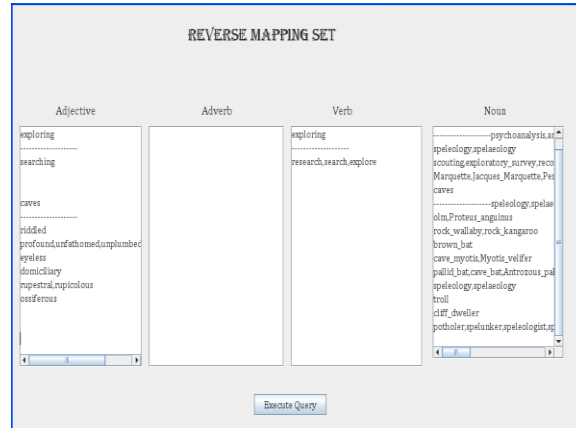 REVERSE MAPPING SET
Adjective
Adverb
Verb
Noun
exploring
--------------------
searching
caves
--------------------
riddled
profound,unfathomed,unplumbed
eyeless
domiciliary
rupestral,rupicolous
ossiferous
exploring
--------------------
research,search,explore
--------------------psychoanalysis,an
speleology,spelaeology
scouting,exploratory_survey,reco
Marquette,Jacques_Marquette,Pes
caves
--------------------speleology,spelae
olm,Proteus_anguinus
rock_wallaby,rock_kangaroo
brown_bat
cave_myotis,Myotis_velifer
pallid_bat,cave_bat,Antrozous_pal
speleology,spelaeology
troll
cliff_dweller
potholer,spelunker,speleologist,sp
Execute Query